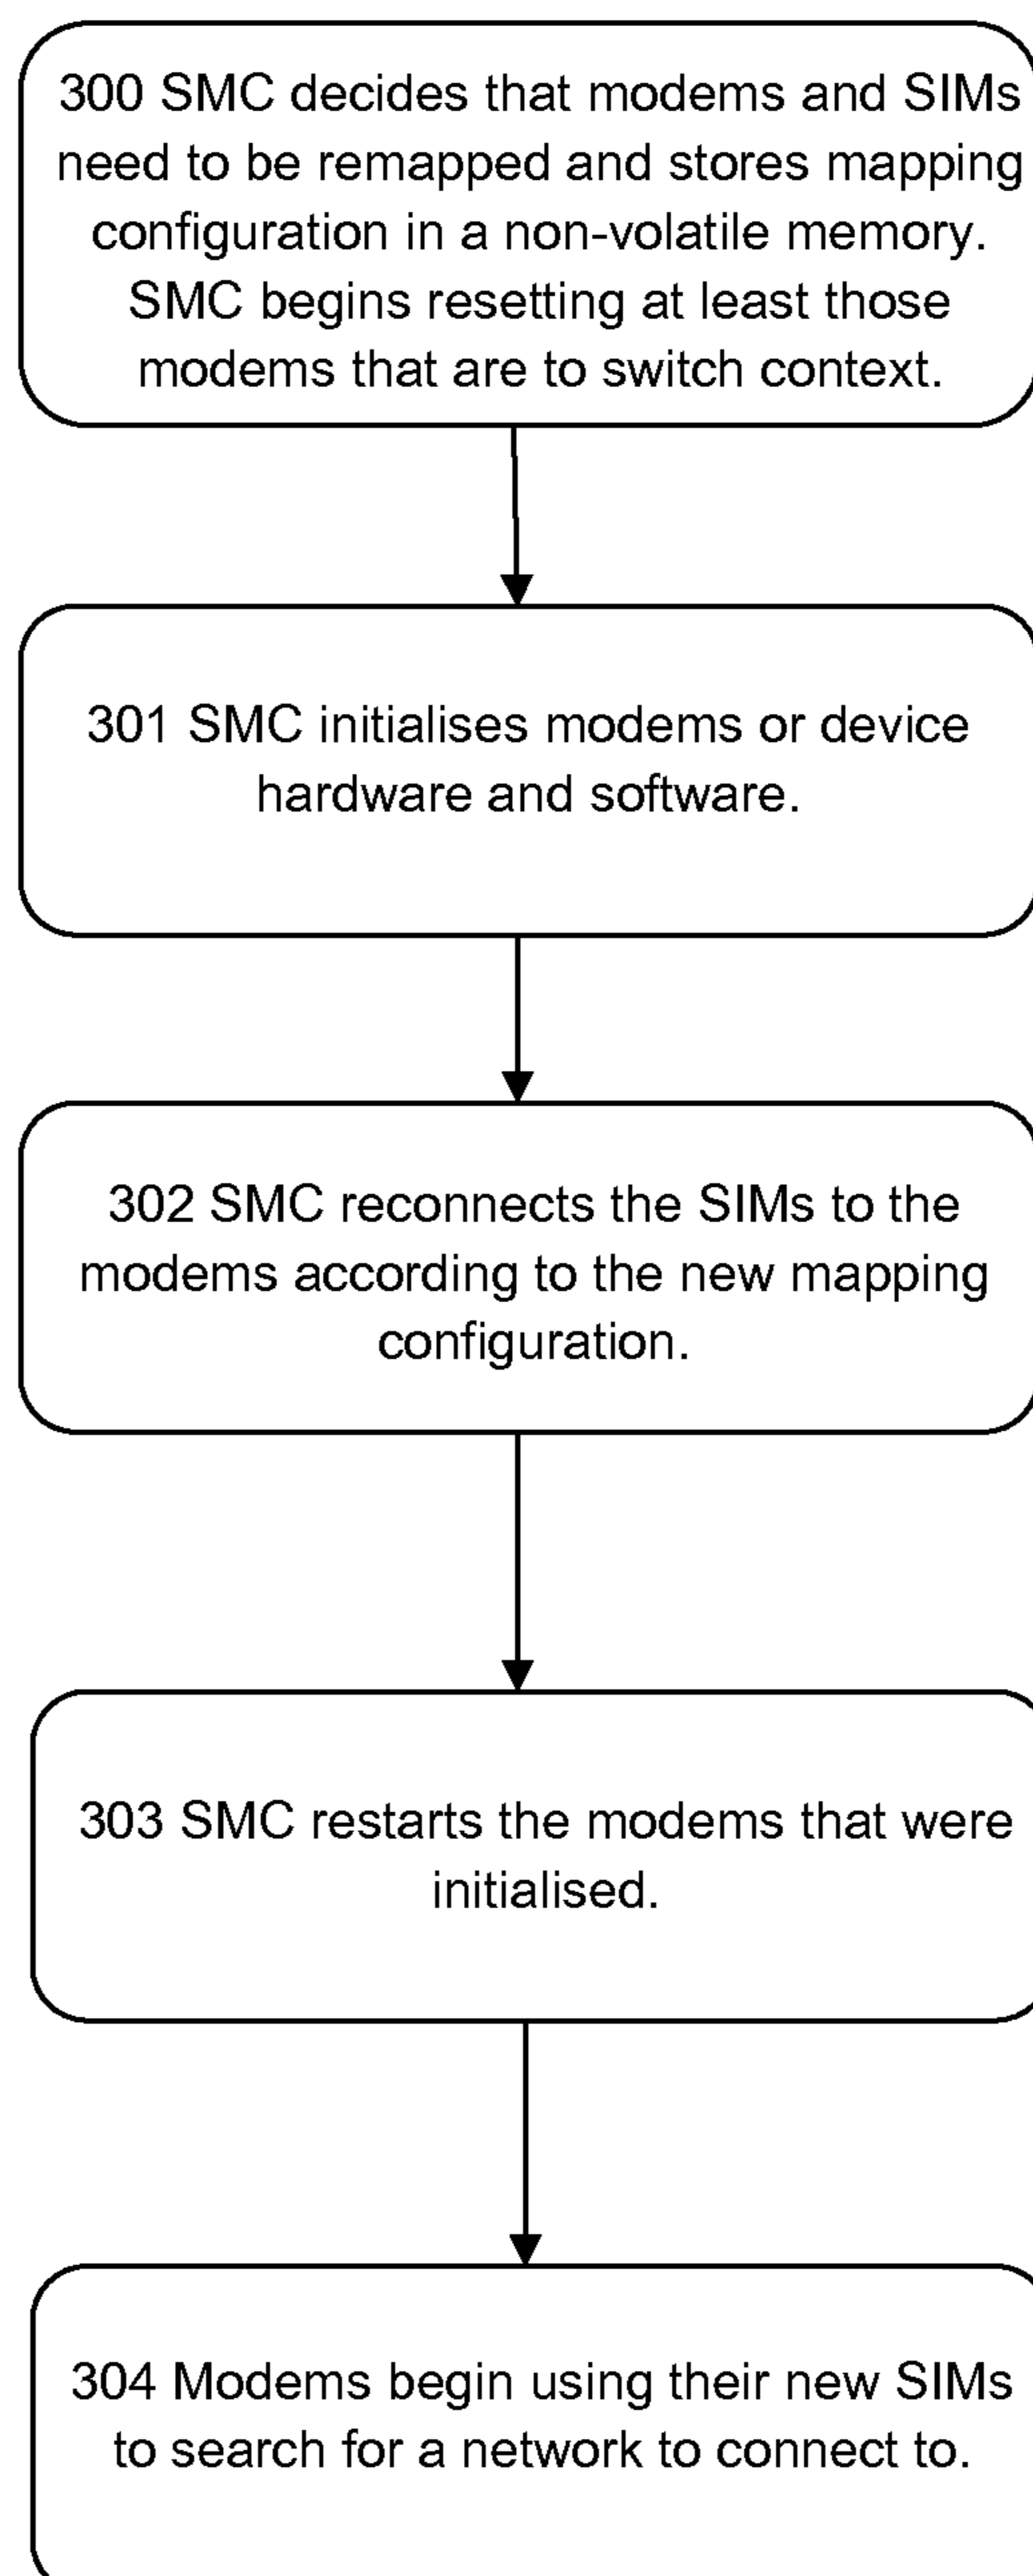 300 SMC decides that modems and SIMs
need to be remapped and stores mapping
configuration in a non-volatile memory.
SMC begins resetting at least those
modems that are to switch context.
301 SMC initialises modems or device
hardware and software.
302 SMC reconnects the SIMs to the
modems according to the new mapping
configuration.
303 SMC restarts the modems that were
initialised.
304 Modems begin using their new SIMs
to search for a network to connect to.